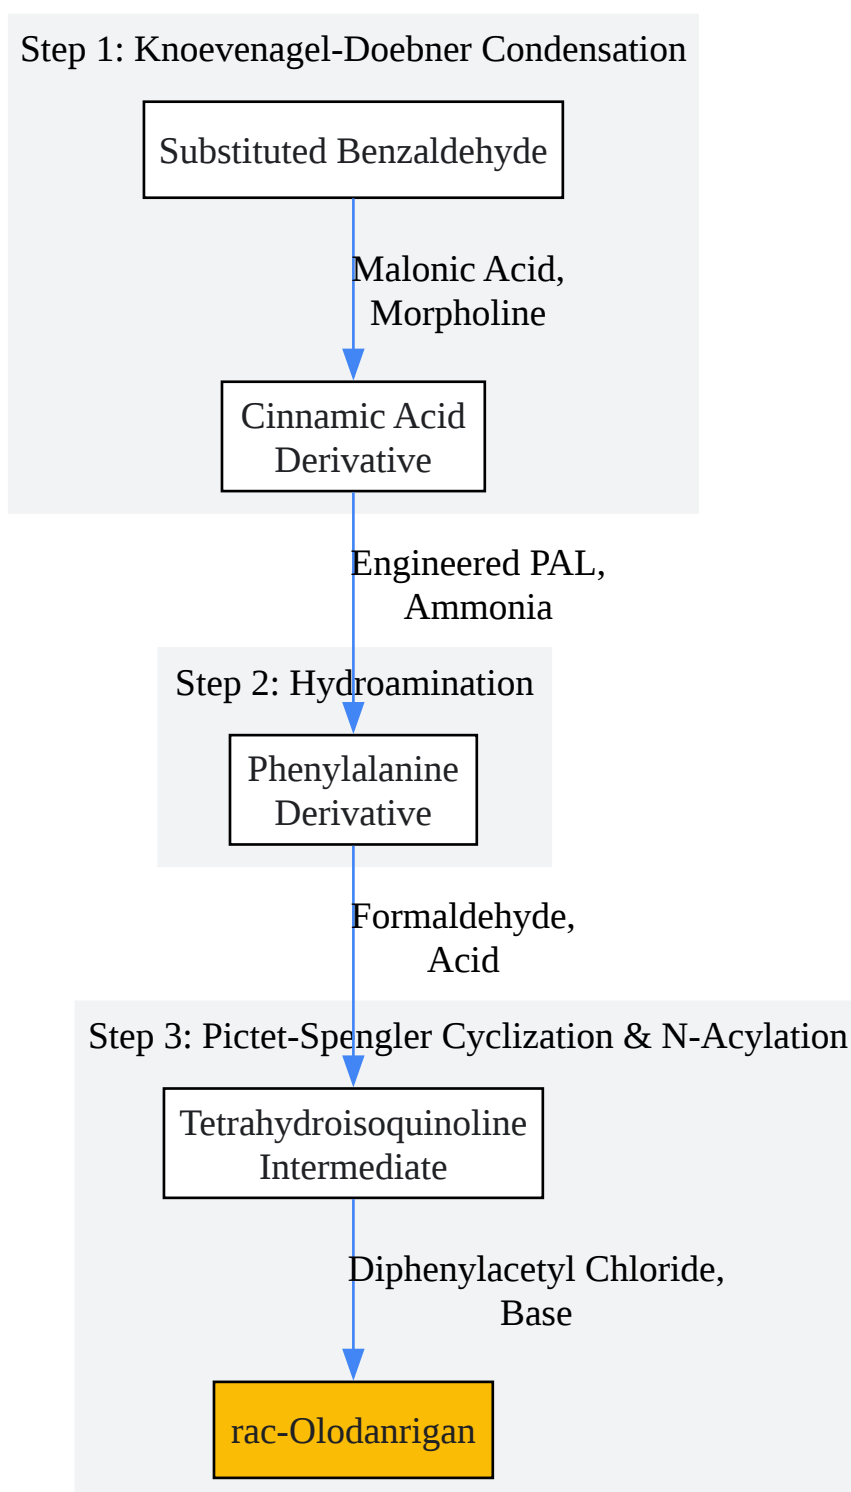 Step 1: Knoevenagel-Doebner Condensation
Substituted Benzaldehyde
Malonic Acid,
Morpholine
Cinnamic Acid
Derivative
Engineered PAL,
Ammonia
Step 2: Hydroamination
Phenylalanine
Derivative
Formaldehyde,
Acid
Step 3: Pictet-Spengler Cyclization & N-Acylation
Tetrahydroisoquinoline
Intermediate
Diphenylacetyl Chloride,
Base
rac-Olodanrigan